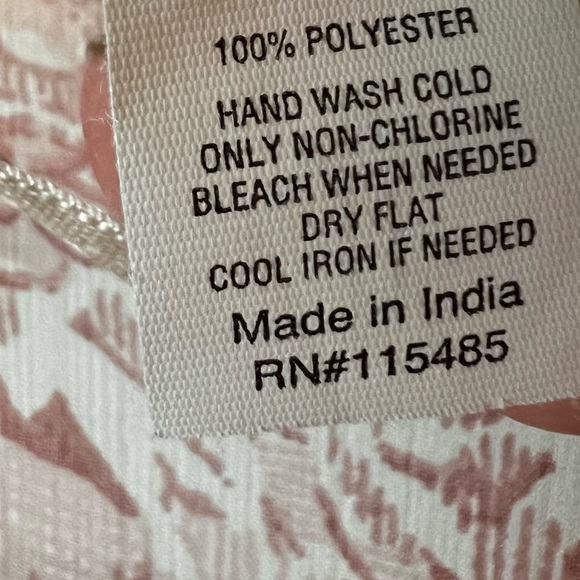 100% POLYESTER
HAND WASH COLD
ONLY NON-CHLORINE
BLEACH WHEN NEEDED
DRY FLAT
COOL IRON IF NEEDED
Made in India
RN#115485